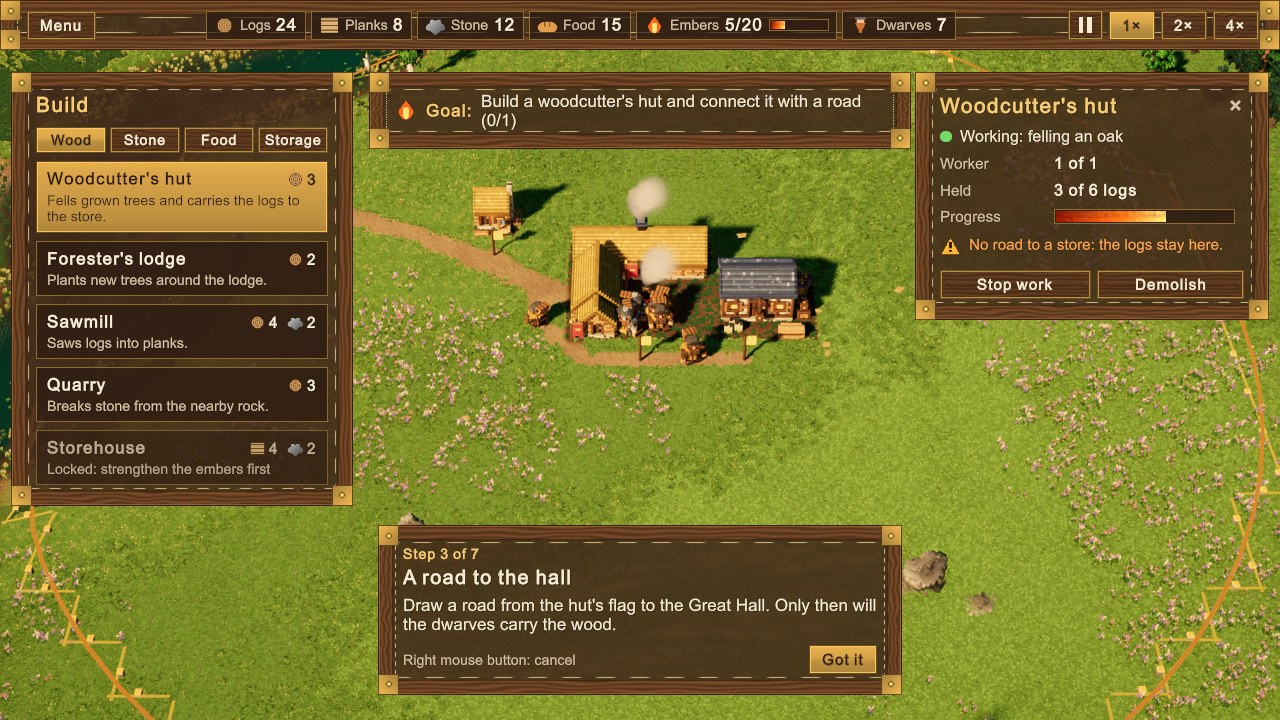 Menu
Logs 24
Planks 8
Stone 12
Food 15
Embers 5/20
Dwarves 7
1×
2×
4×
Build
Wood
Stone
Food
Storage
Woodcutter's hut 3
Fells grown trees and carries the logs to
the store.
Forester's lodge 2
Plants new trees around the lodge.
Sawmill 4 2
Saws logs into planks.
Quarry 3
Breaks stone from the nearby rock.
Storehouse 4 2
Locked: strengthen the embers first
Goal: Build a woodcutter's hut and connect it with a road
(0/1)
Woodcutter's hut ×
Working: felling an oak
Worker 1 of 1
Held 3 of 6 logs
Progress
No road to a store: the logs stay here.
Stop work
Demolish
Step 3 of 7
A road to the hall
Draw a road from the hut's flag to the Great Hall. Only then will
the dwarves carry the wood.
Right mouse button: cancel
Got it